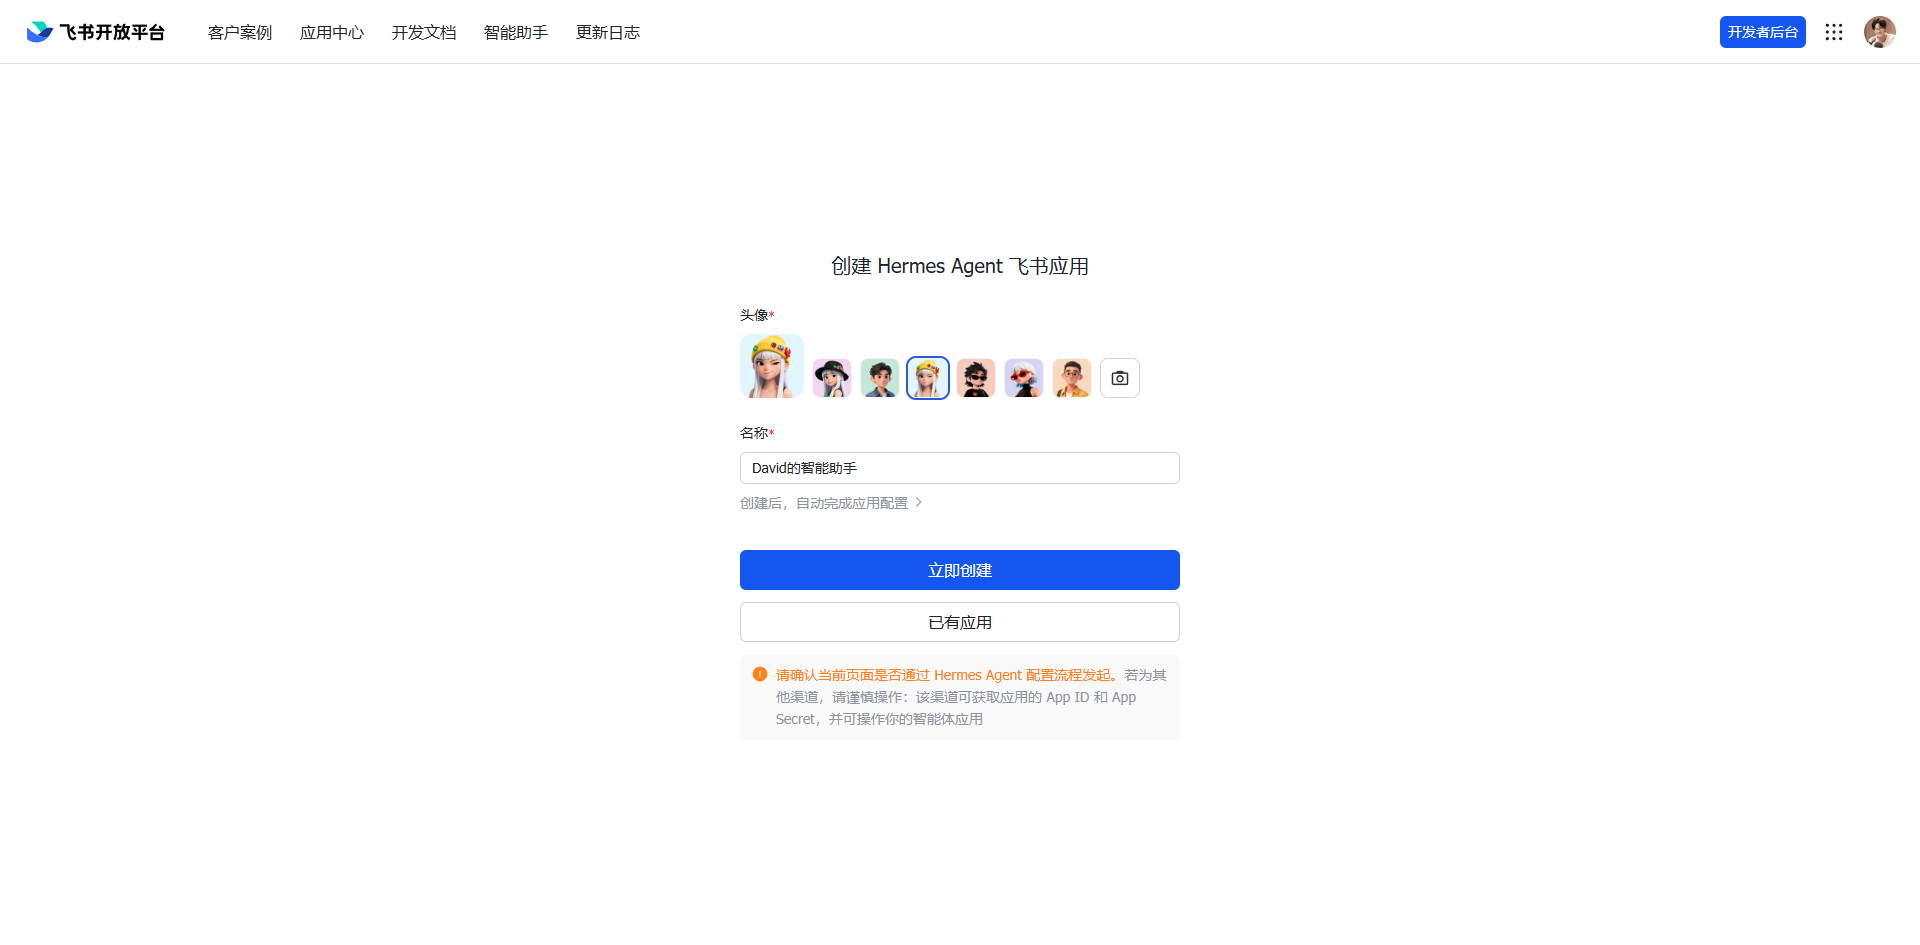 飞书开放平台 客户案例 应用中心 开发文档 智能助手 更新日志 开发者后台
创建 Hermes Agent 飞书应用
头像*
名称*
David的智能助手
创建后，自动完成应用配置
立即创建
已有应用
请确认当前页面是否通过 Hermes Agent 配置流程发起。若为其
他渠道，请谨慎操作：该渠道可获取应用的 App ID 和 App
Secret，并可操作你的智能体应用